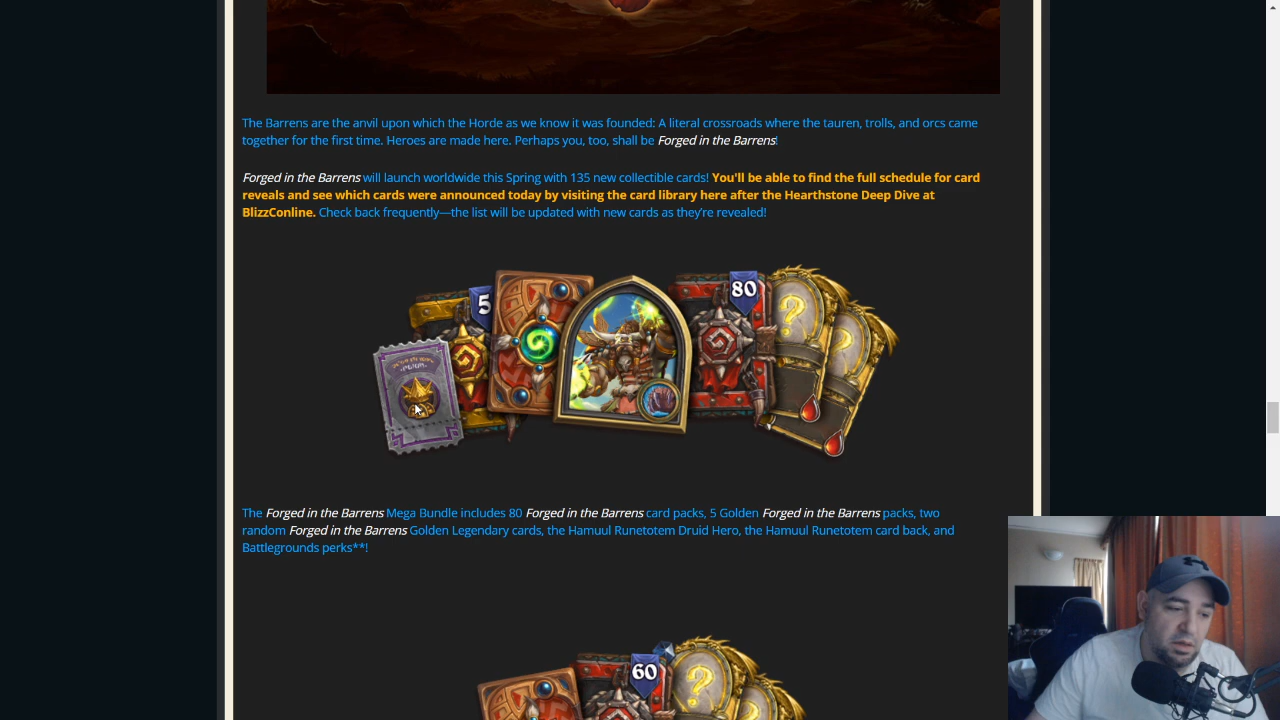 The Barrens are the anvil upon which the Horde as we know it was founded: A literal crossroads where the tauren, trolls, and orcs came
together for the first time. Heroes are made here. Perhaps you, too, shall be Forged in the Barrens!
Forged in the Barrens will launch worldwide this Spring with 135 new collectible cards! You'll be able to find the full schedule for card
reveals and see which cards were announced today by visiting the card library here after the Hearthstone Deep Dive at
BlizzConline. Check back frequently—the list will be updated with new cards as they're revealed!
5
80
?
?
The Forged in the Barrens Mega Bundle includes 80 Forged in the Barrens card packs, 5 Golden Forged in the Barrens packs, two
random Forged in the Barrens Golden Legendary cards, the Hamuul Runetotem Druid Hero, the Hamuul Runetotem card back, and
Battlegrounds perks**!
60
?